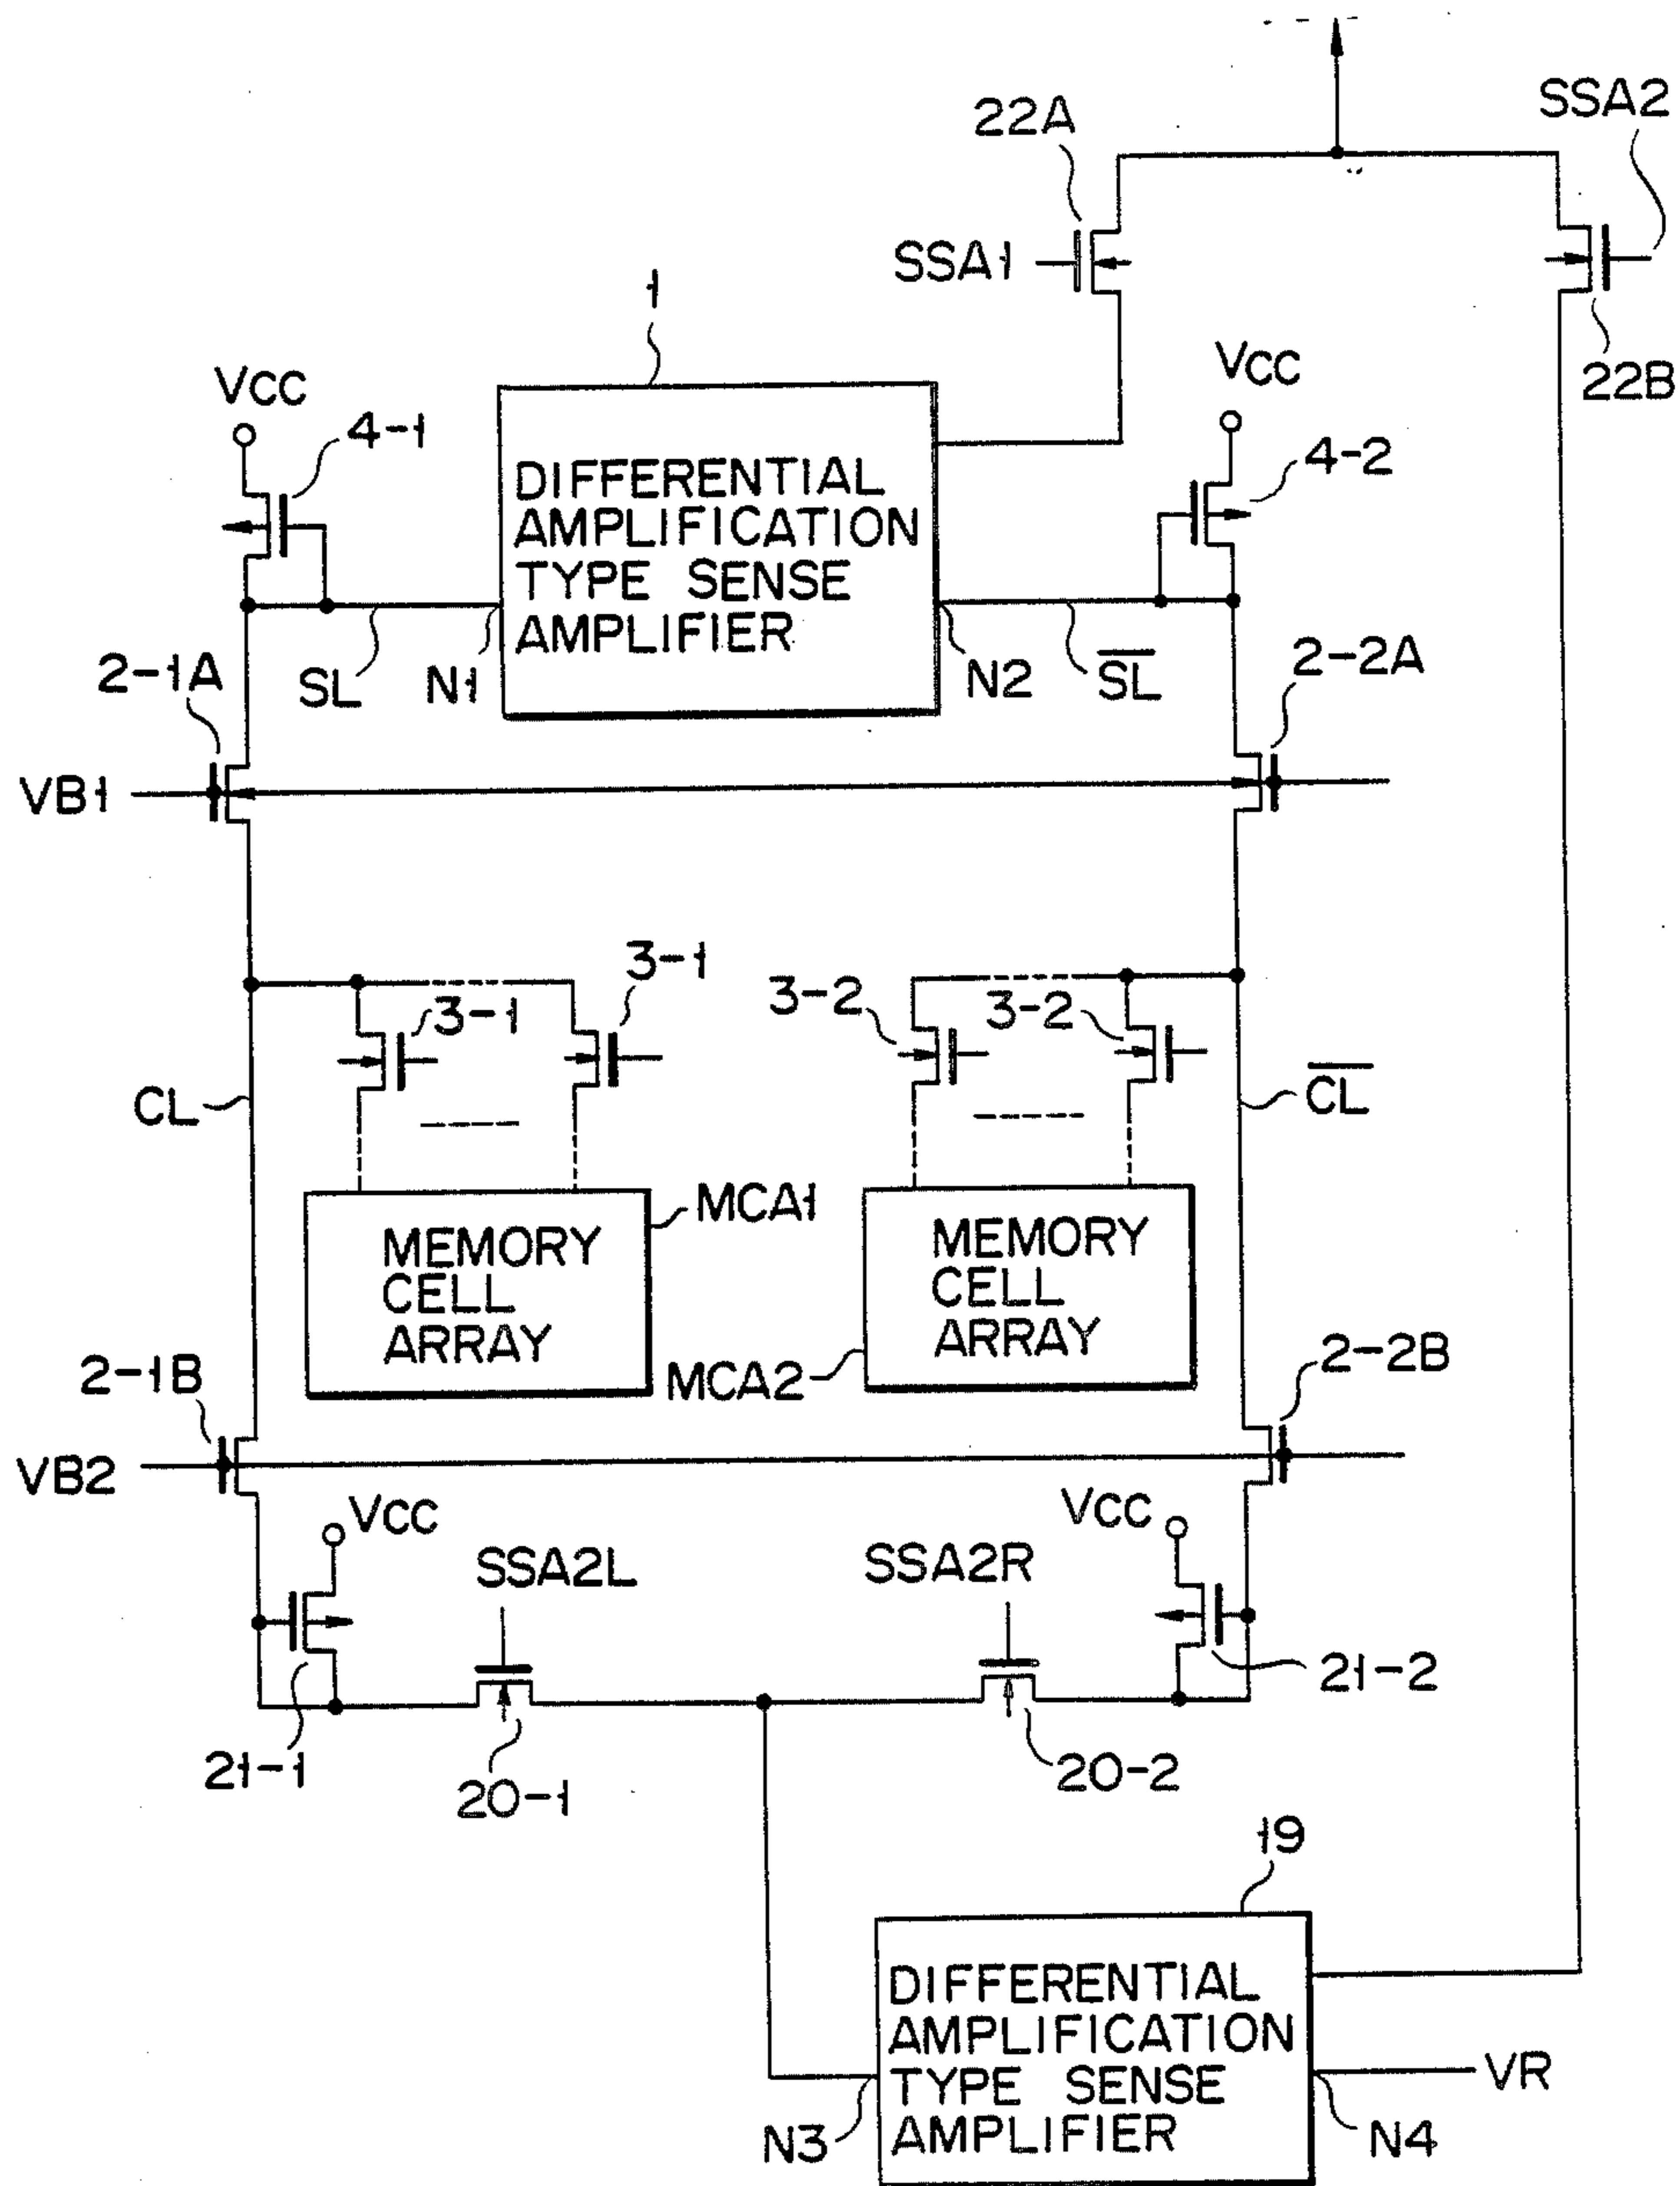 SSA2
22A
SSA1
22B
1
VCC
4-1
VCC
4-2
DIFFERENTIAL
AMPLIFICATION
TYPE SENSE
AMPLIFIER
2-1A
SL
N1
N2
S̅L̅
2-2A
VB1
3-1
3-1
3-2
3-2
CL
C̅L̅
MCA1
MEMORY
CELL
ARRAY
MEMORY
CELL
ARRAY
MCA2
2-1B
2-2B
VB2
VCC
VCC
SSA2L
SSA2R
21-1
20-1
20-2
21-2
19
DIFFERENTIAL
AMPLIFICATION
TYPE SENSE
AMPLIFIER
VR
N3
N4